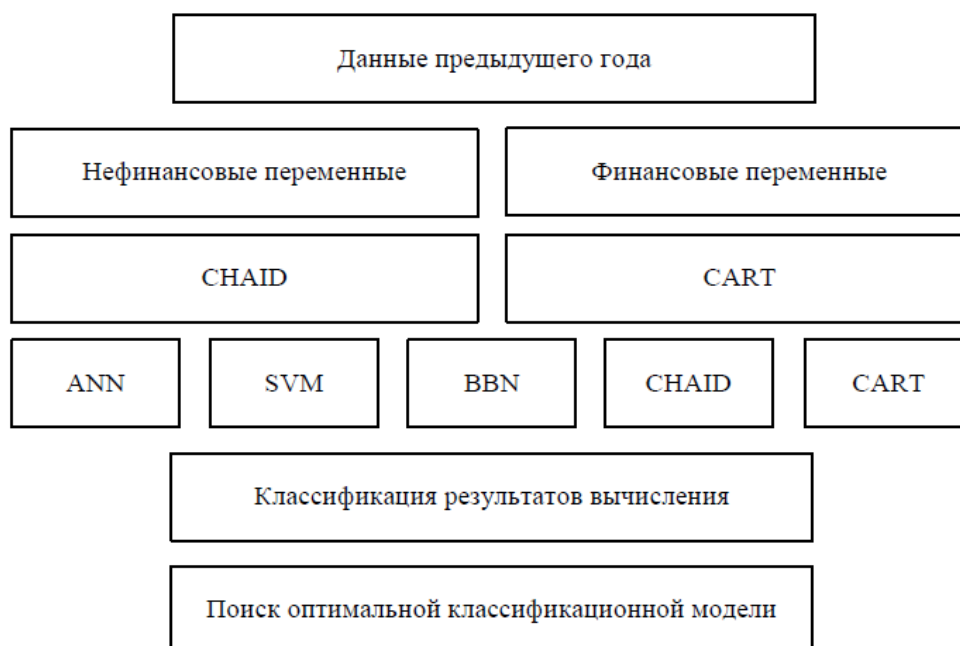 Данные предыдущего года
Нефинансовые переменные
Финансовые переменные
CHAID
CART
ANN
SVM
BBN
CHAID
CART
Классификация результатов вычисления
Поиск оптимальной классификационной модели